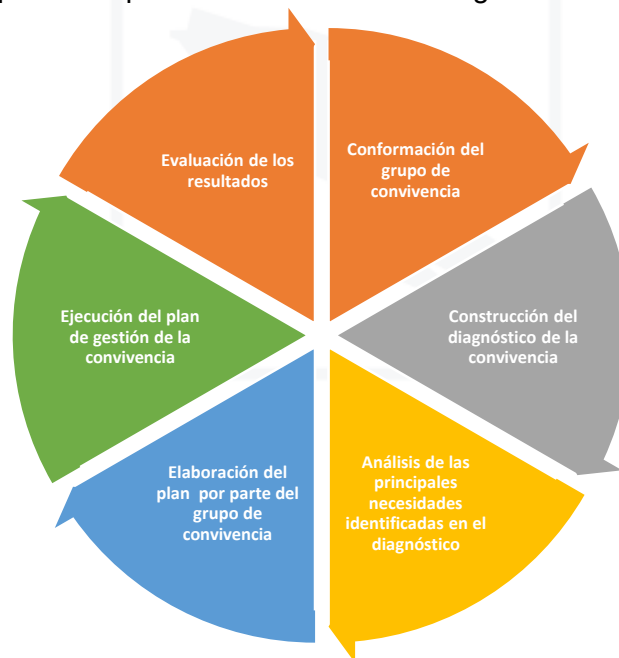 Conformación del
grupo de
convivencia
Construcción del
diagnóstico de la
convivencia
Análisis de las
principales
necesidades
identificadas en el
diagnóstico
Elaboración del
plan por parte del
grupo de
convivencia
Ejecución del plan
de gestión de la
convivencia
Evaluación de los
resultados